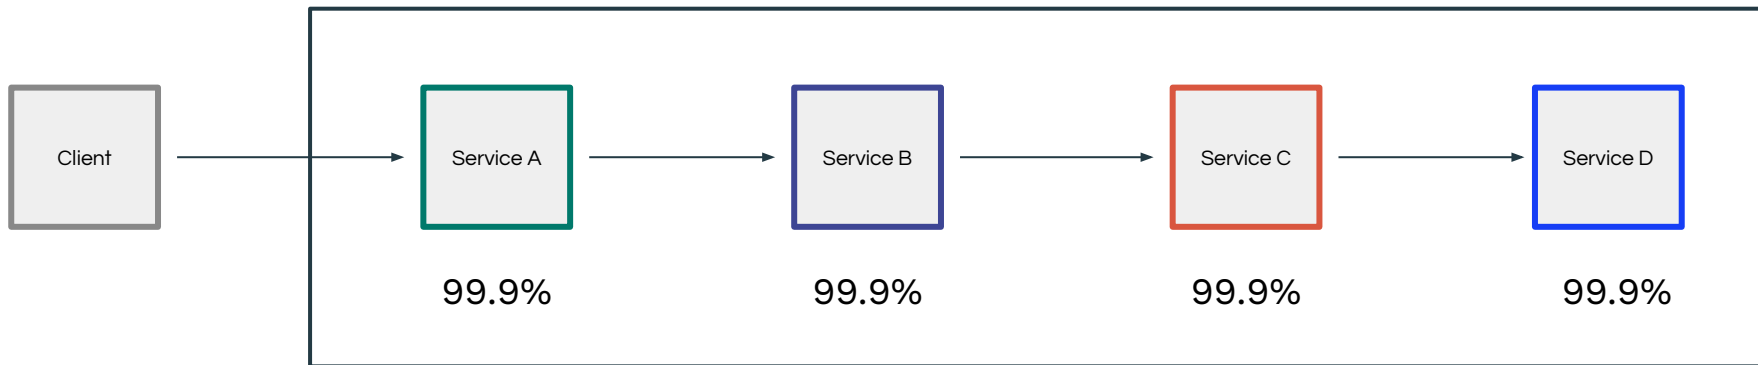 Client
Service A
Service B
Service C
Service D
99.9%
99.9%
99.9%
99.9%